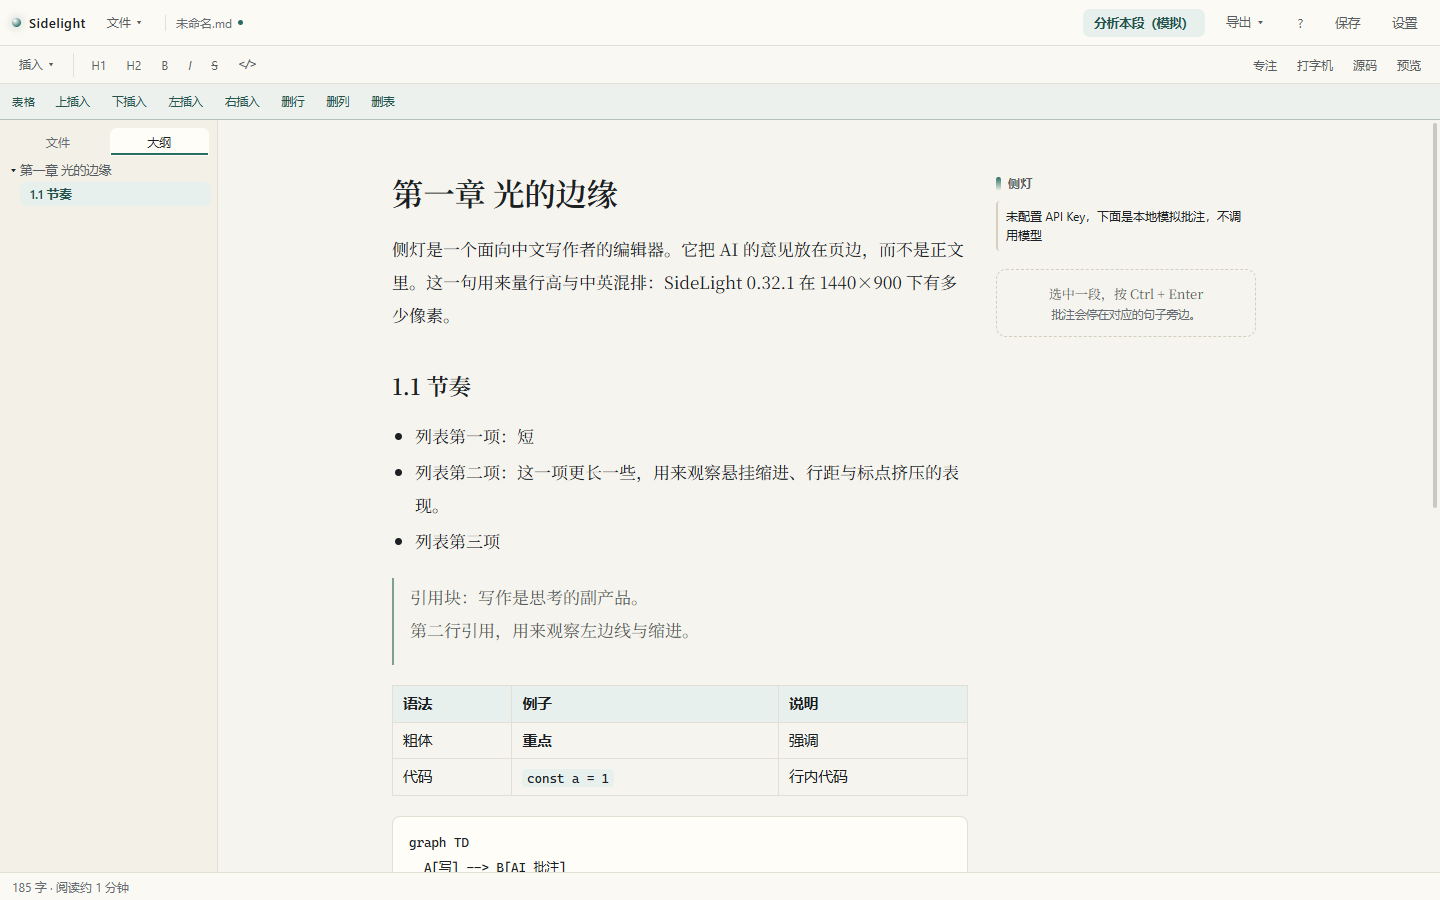 Sidelight 文件 未命名.md 分析本段（模拟） 导出 ? 保存 设置
插入 H1 H2 B I S </> 专注 打字机 源码 预览
表格 上插入 下插入 左插入 右插入 删行 删列 删表
文件 大纲
第一章 光的边缘
1.1 节奏
第一章 光的边缘
侧灯是一个面向中文写作者的编辑器。它把 AI 的意见放在页边，而不是正文
里。这一句用来量行高与中英混排：SideLight 0.32.1 在 1440×900 下有多
少像素。
1.1 节奏
列表第一项：短
列表第二项：这一项更长一些，用来观察悬挂缩进、行距与标点挤压的表
现。
列表第三项
引用块：写作是思考的副产品。
第二行引用，用来观察左边线与缩进。
语法 例子 说明
粗体 重点 强调
代码 const a = 1 行内代码
graph TD
A[写] --> B[AI 批注]
侧灯
未配置 API Key，下面是本地模拟批注，不调
用模型
选中一段，按 Ctrl + Enter
批注会停在对应的句子旁边。
185 字 · 阅读约 1 分钟